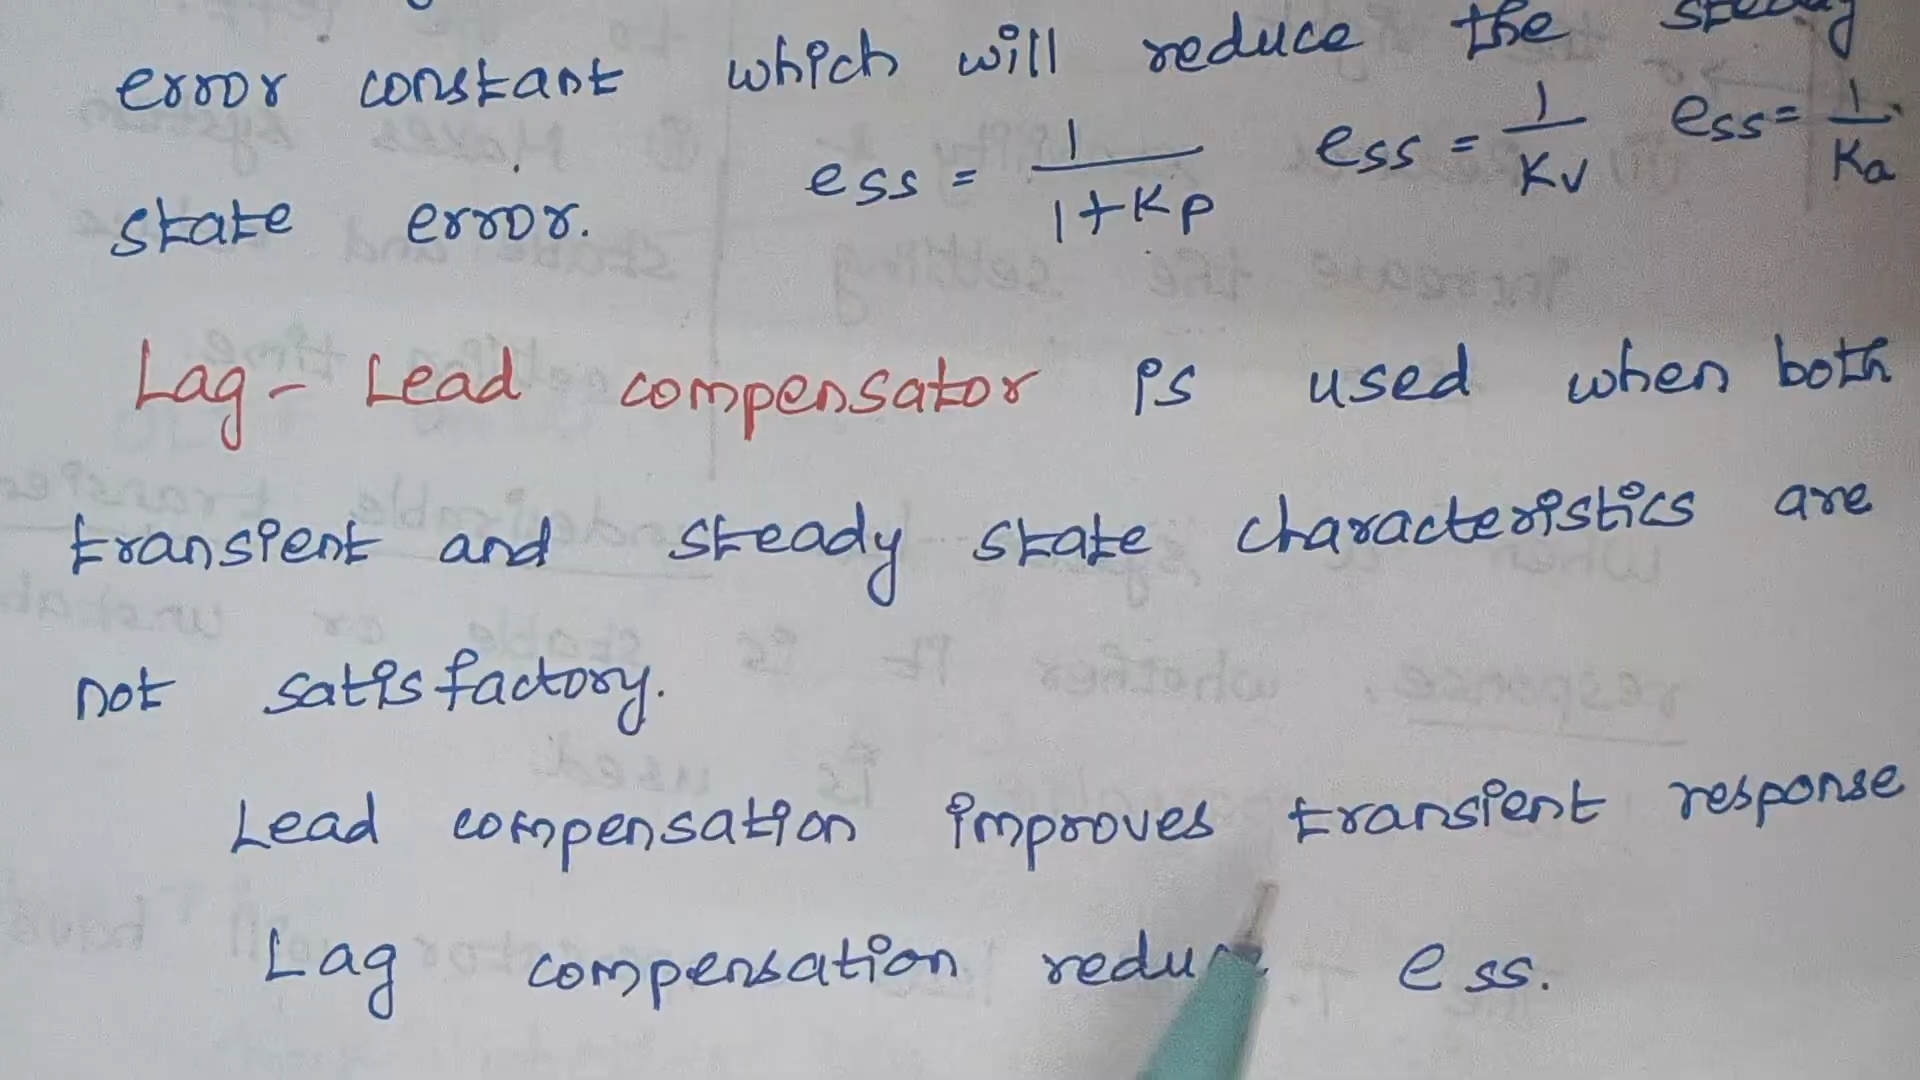 error constant which will reduce the steady
state error. ess = 1/(1+Kp) ess = 1/Kv ess = 1/Ka
Lag - Lead compensator is used when both
transient and steady state characteristics are
not satisfactory.
Lead compensation improves transient response
Lag compensation ess.